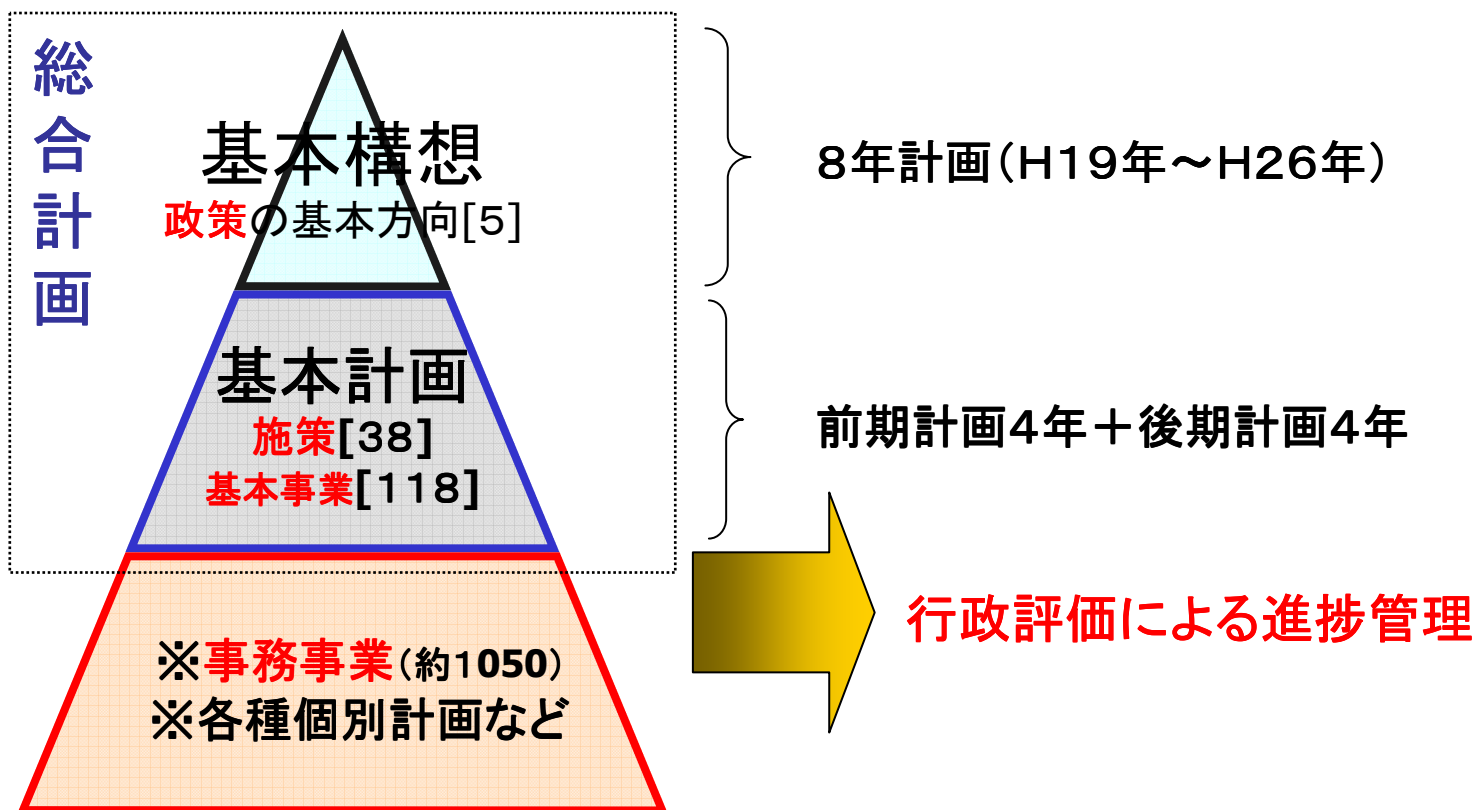 総合計画
基本構想
政策の基本方向[5]
8年計画(H19年～H26年)
基本計画
施策[38]
基本事業[118]
前期計画4年＋後期計画4年
※事務事業(約1050)
※各種個別計画など
行政評価による進捗管理